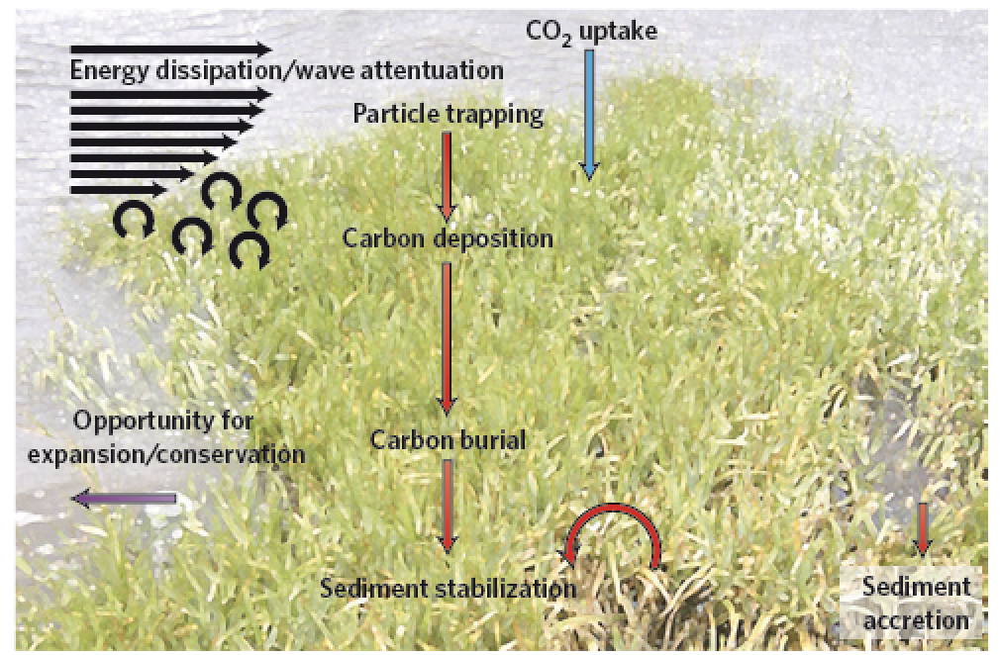 CO₂ uptake
Energy dissipation/wave attentuation
Particle trapping
Carbon deposition
Opportunity for
expansion/conservation
Carbon burial
Sediment stabilization
Sediment
accretion